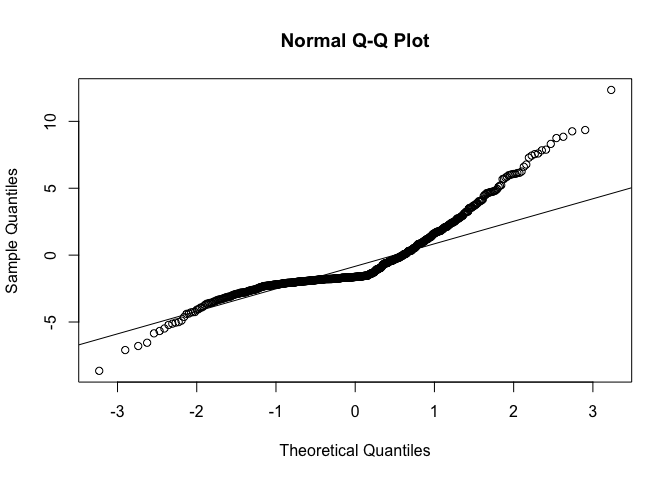 Normal Q-Q Plot
10
5
0
-5
Sample Quantiles
-3 -2 -1 0 1 2 3
Theoretical Quantiles